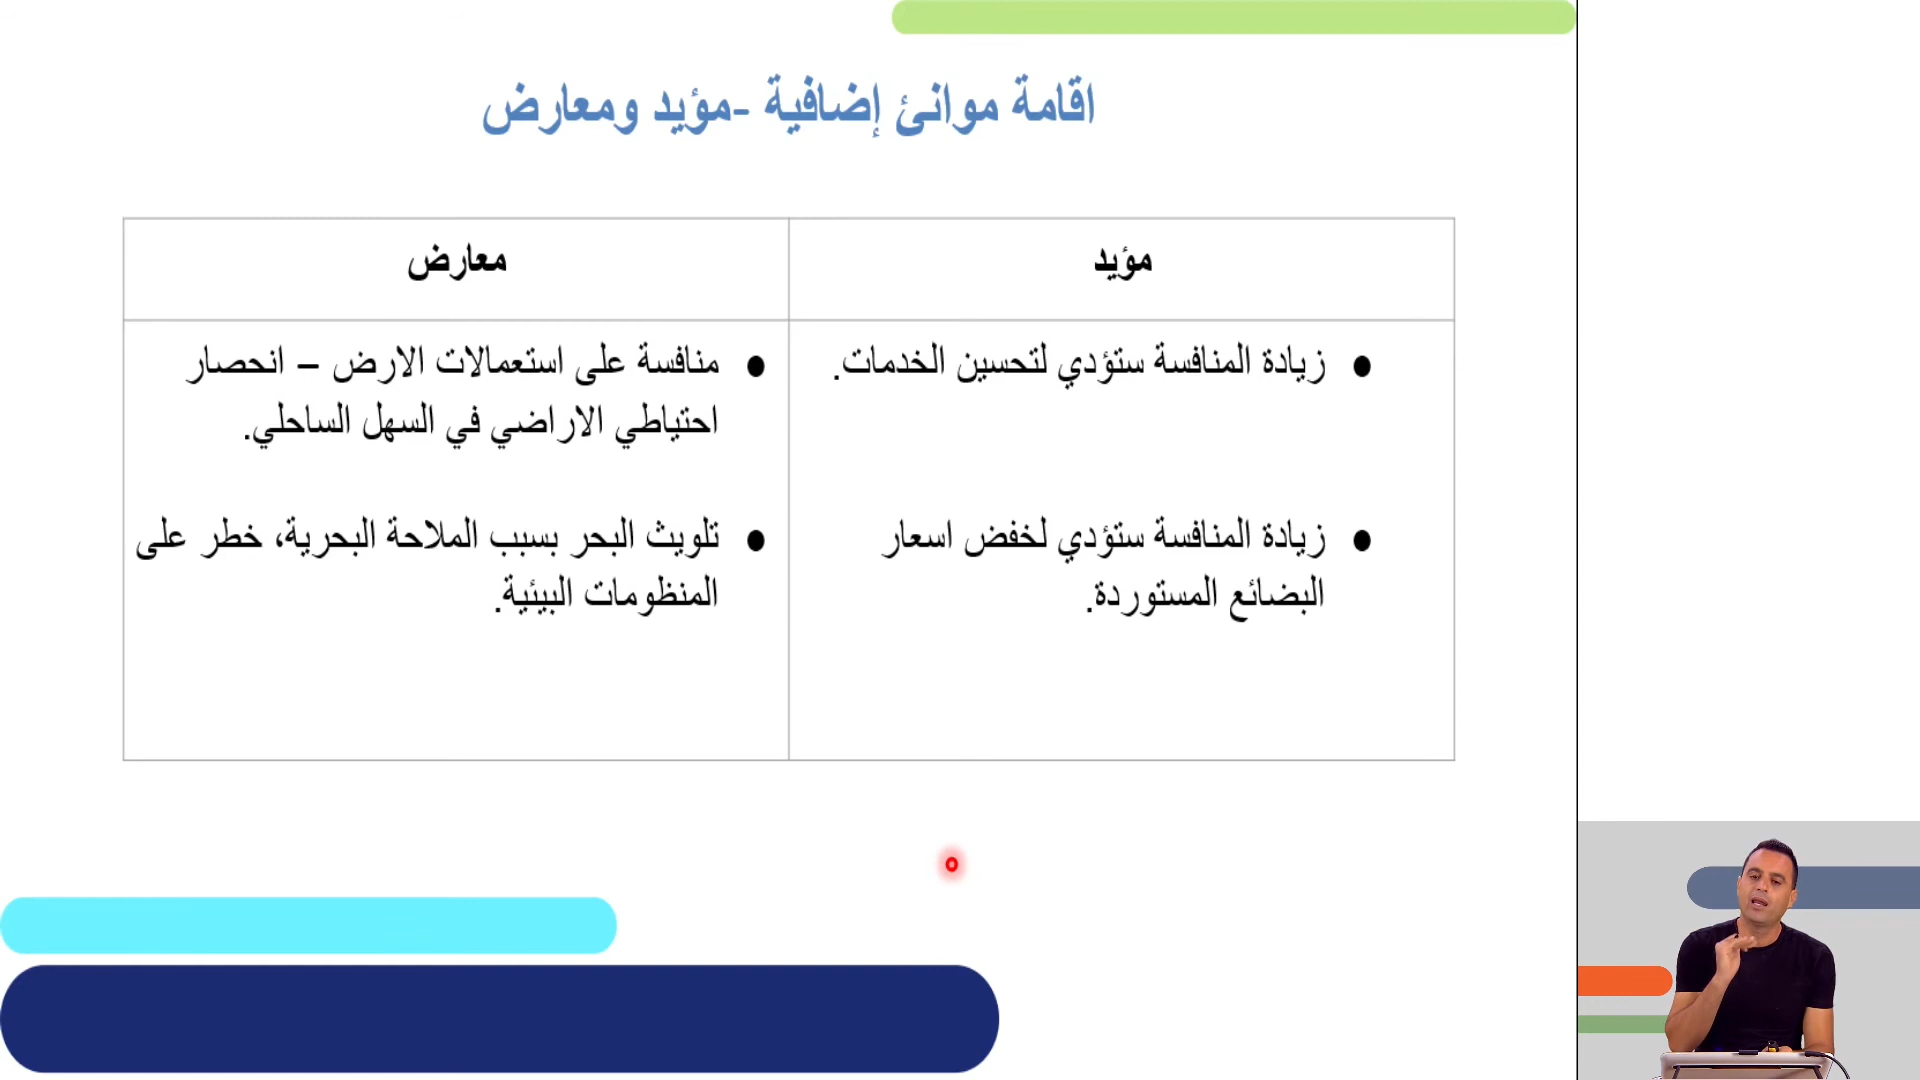 اقامة موانئ إضافية -مؤيد ومعارض
مؤيد
معارض
● زيادة المنافسة ستؤدي لتحسين الخدمات.
● زيادة المنافسة ستؤدي لخفض اسعار
البضائع المستوردة.
● منافسة على استعمالات الارض – انحصار
احتياطي الاراضي في السهل الساحلي.
● تلويث البحر بسبب الملاحة البحرية، خطر على
المنظومات البيئية.